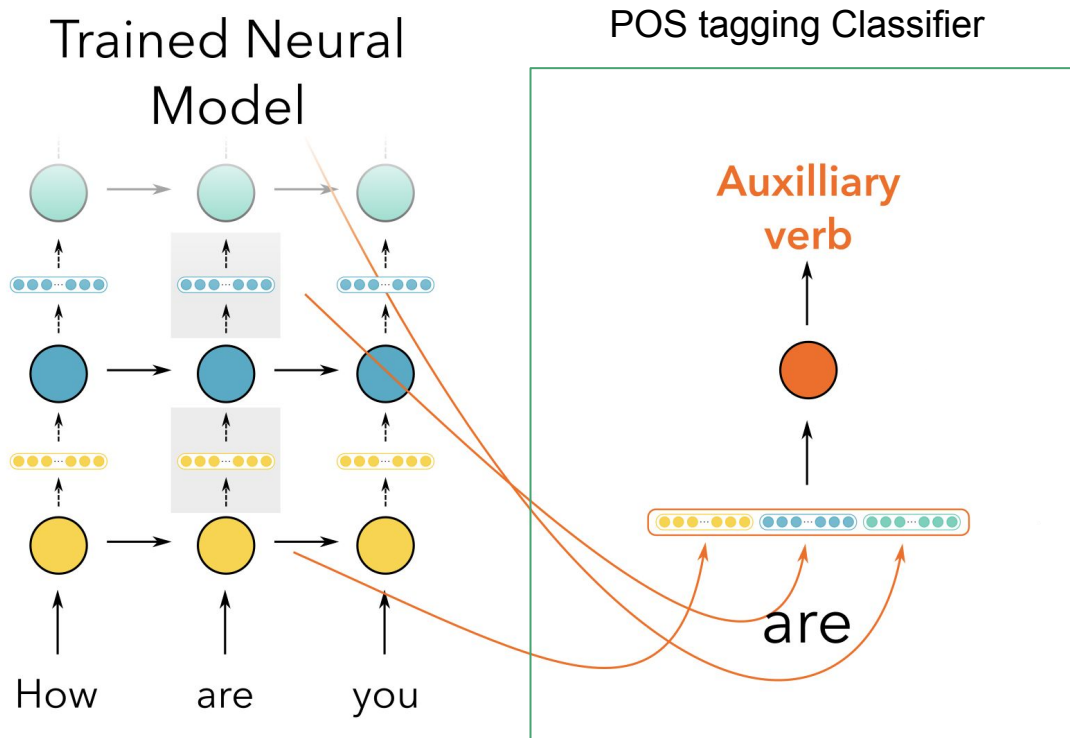 Trained Neural
Model
POS tagging Classifier
Auxilliary
verb
are
How are you